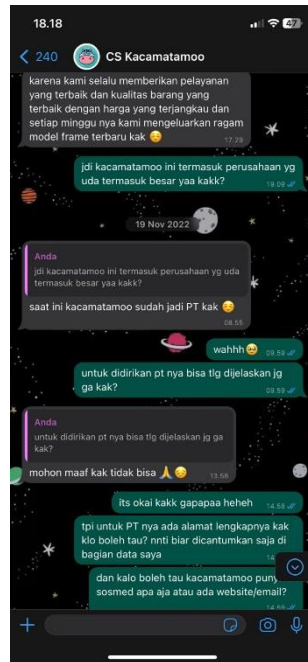 18.18
47
240
CS Kacamatamoo
karena kami selalu memberikan pelayanan
yang terbaik dan kualitas barang yang
terbaik dengan harga yang terjangkau dan
setiap minggu nya kami mengeluarkan ragam
model frame terbaru kak
17.29
jdi kacamatamoo ini termasuk perusahaan yg
uda termasuk besar yaa kakk?
19.09
19 Nov 2022
Anda
jdi kacamatamoo ini termasuk perusahaan yg uda
termasuk besar yaa kakk?
saat ini kacamatamoo sudah jadi PT kak
08.55
wahhh
09.59
untuk didirikan pt nya bisa tlg dijelaskan jg
ga kak?
09.59
Anda
untuk didirikan pt nya bisa tlg dijelaskan jg ga
kak?
mohon maaf kak tidak bisa
13.58
its okai kakk gapapaa heheh
14.58
tpi untuk PT nya ada alamat lengkapnya kak
klo boleh tau? nnti biar dicantumkan saja di
bagian data saya
dan kalo boleh tau kacamatamoo puny
sosmed apa aja atau ada website/email?
14.59